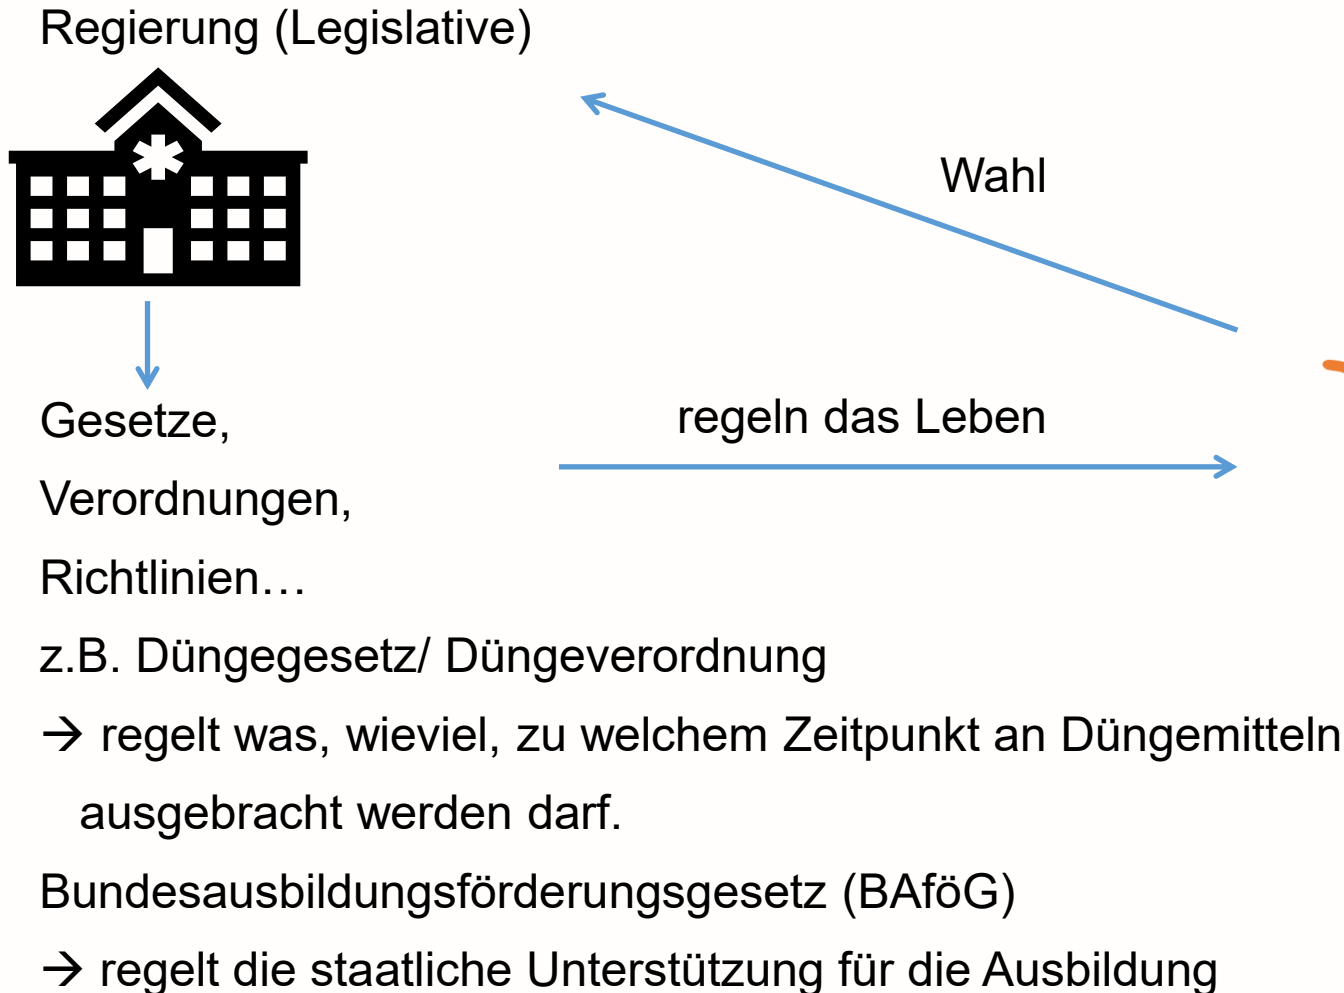 Regierung (Legislative)
Wahl
Gesetze,
regeln das Leben
Verordnungen,
Richtlinien…
z.B. Düngegesetz/ Düngeverordnung
→ regelt was, wieviel, zu welchem Zeitpunkt an Düngemitteln
ausgebracht werden darf.
Bundesausbildungsförderungsgesetz (BAföG)
→ regelt die staatliche Unterstützung für die Ausbildung